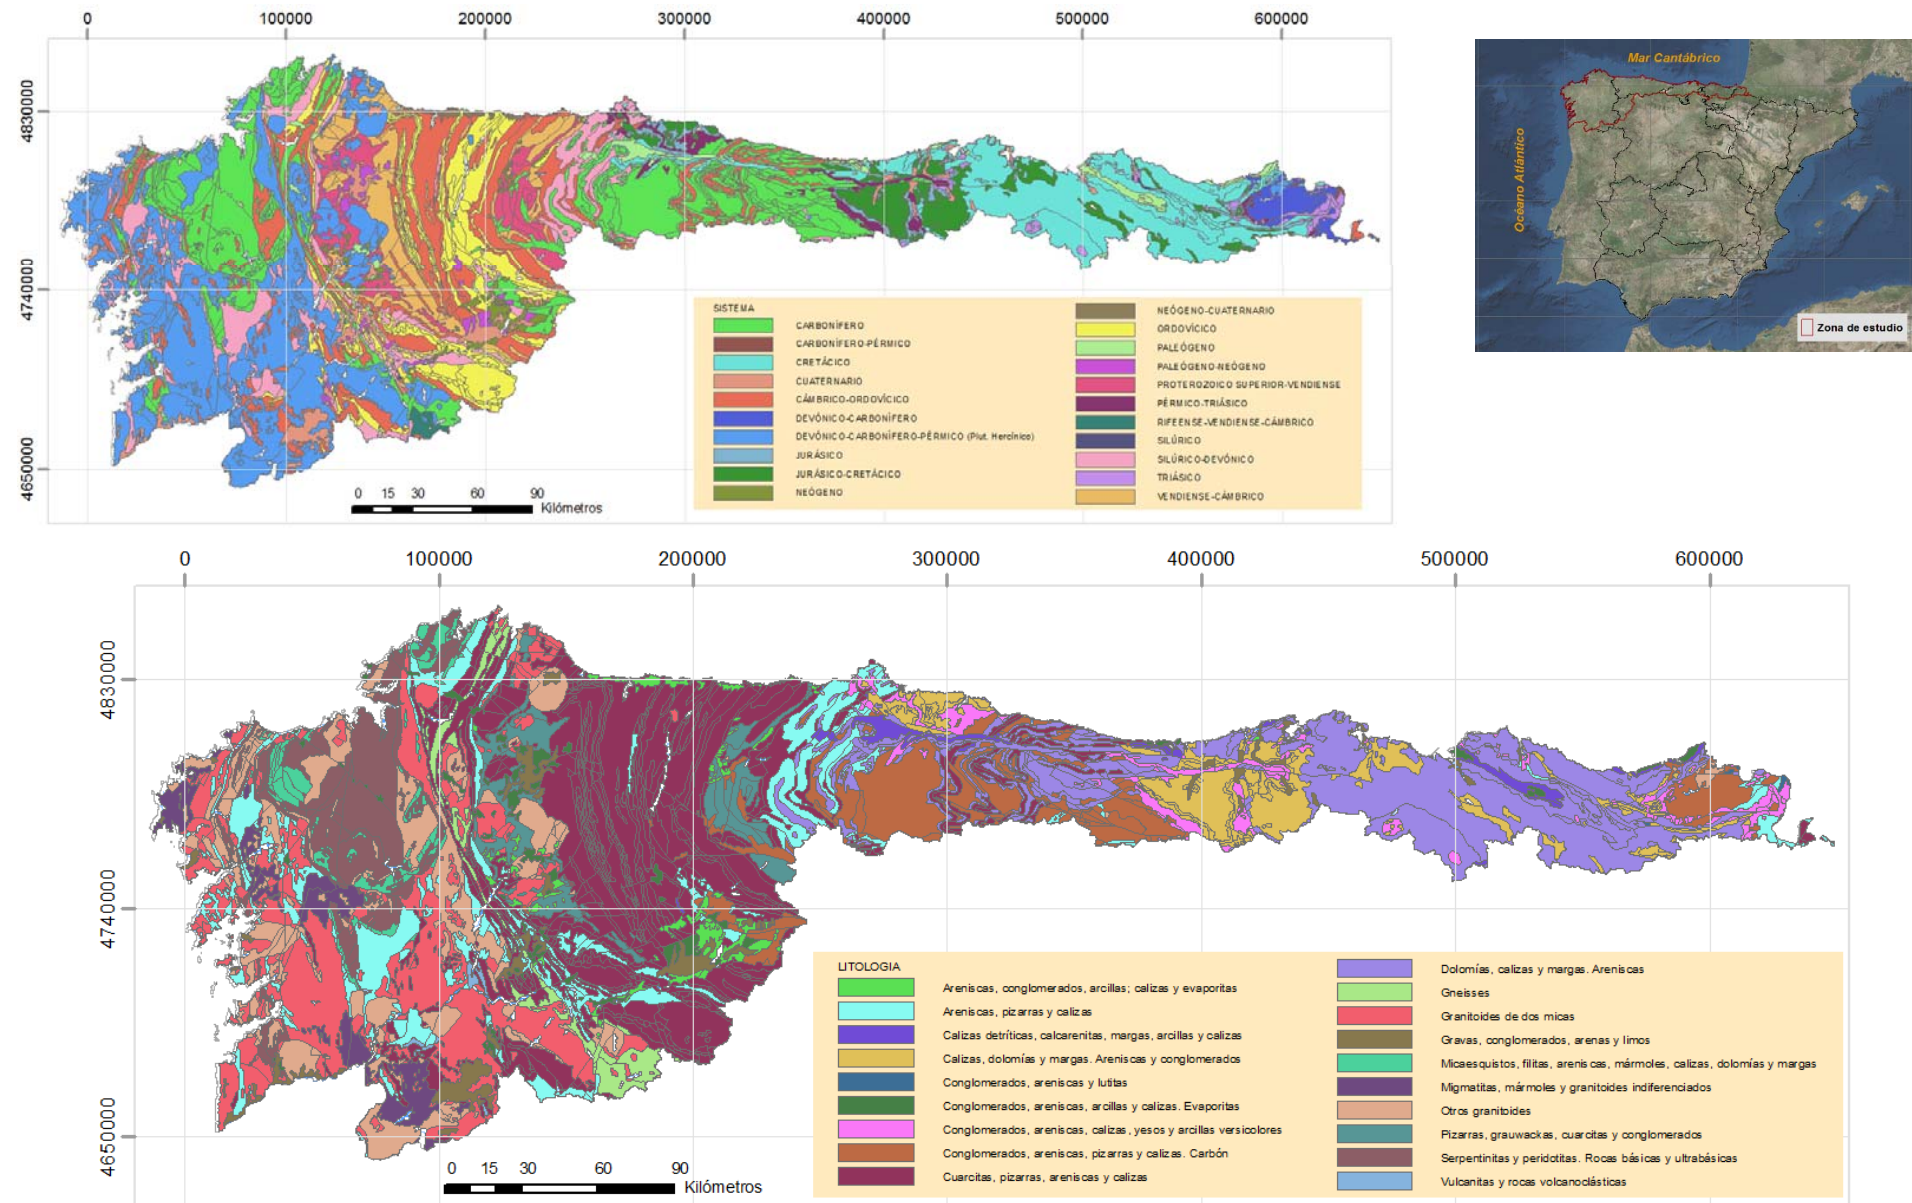 0 100000 200000 300000 400000 500000 600000
4830000
4740000
4650000
SISTEMA
CARBONÍFERO
CARBONÍFERO-PÉRMICO
CRETÁCICO
CUATERNARIO
CÁMBRICO-ORDOVÍCICO
DEVÓNICO-CARBONÍFERO
DEVÓNICO-CARBONÍFERO-PÉRMICO (Plut. Hercínico)
JURÁSICO
JURÁSICO-CRETÁCICO
NEÓGENO
NEÓGENO-CUATERNARIO
ORDOVÍCICO
PALEÓGENO
PALEÓGENO-NEÓGENO
PROTEROZOICO SUPERIOR-VENDIENSE
PÉRMICO-TRIÁSICO
RIFEENSE-VENDIENSE-CÁMBRICO
SILÚRICO
SILÚRICO-DEVÓNICO
TRIÁSICO
VENDIENSE-CÁMBRICO
0 15 30 60 90
Kilómetros
Mar Cantábrico
Océano Atlántico
Zona de estudio
0 100000 200000 300000 400000 500000 600000
4830000
4740000
4650000
LITOLOGIA
Areniscas, conglomerados, arcillas; calizas y evaporitas
Areniscas, pizarras y calizas
Calizas detríticas, calcarenitas, margas, arcillas y calizas
Calizas, dolomías y margas. Areniscas y conglomerados
Conglomerados, areniscas y lutitas
Conglomerados, areniscas, arcillas y calizas. Evaporitas
Conglomerados, areniscas, calizas, yesos y arcillas versicolores
Conglomerados, areniscas, pizarras y calizas. Carbón
Cuarcitas, pizarras, areniscas y calizas
Dolomías, calizas y margas. Areniscas
Gneisses
Granitoides de dos micas
Gravas, conglomerados, arenas y limos
Micaesquistos, filitas, areniscas, mármoles, calizas, dolomías y margas
Migmatitas, mármoles y granitoides indiferenciados
Otros granitoides
Pizarras, grauwackas, cuarcitas y conglomerados
Serpentinitas y peridotitas. Rocas básicas y ultrabásicas
Vulcanitas y rocas volcanoclásticas
0 15 30 60 90
Kilómetros